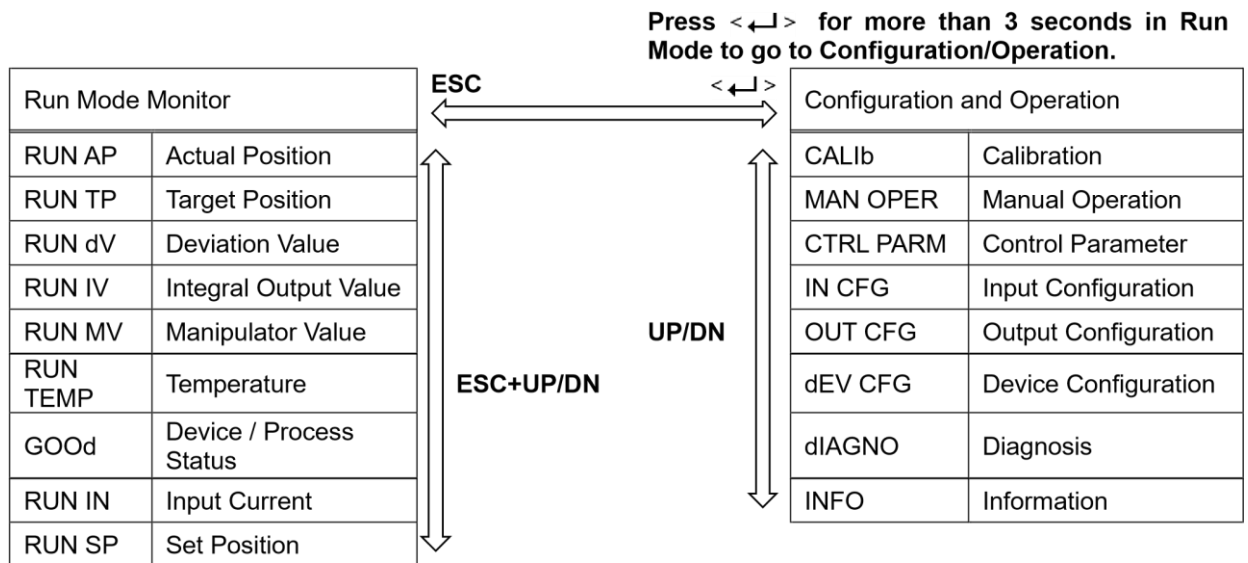 Press <↵> for more than 3 seconds in Run
Mode to go to Configuration/Operation.
Run Mode Monitor
ESC
<↵>
Configuration and Operation
RUN AP Actual Position
RUN TP Target Position
RUN dV Deviation Value
RUN IV Integral Output Value
RUN MV Manipulator Value
RUN
TEMP
Temperature
GOOd
Device / Process
Status
RUN IN Input Current
RUN SP Set Position
ESC+UP/DN
UP/DN
CALIb Calibration
MAN OPER Manual Operation
CTRL PARM Control Parameter
IN CFG Input Configuration
OUT CFG Output Configuration
dEV CFG Device Configuration
dIAGNO Diagnosis
INFO Information